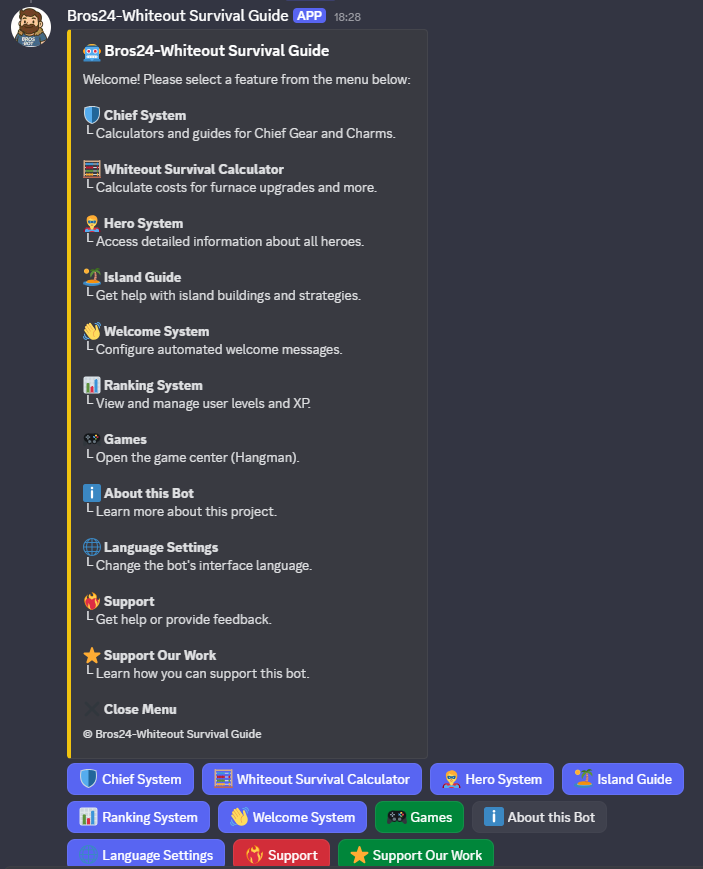 Bros24-Whiteout Survival Guide APP 18:28
BROS
BOT
Bros24-Whiteout Survival Guide
Welcome! Please select a feature from the menu below:
Chief System
Calculators and guides for Chief Gear and Charms.
Whiteout Survival Calculator
Calculate costs for furnace upgrades and more.
Hero System
Access detailed information about all heroes.
Island Guide
Get help with island buildings and strategies.
Welcome System
Configure automated welcome messages.
Ranking System
View and manage user levels and XP.
Games
Open the game center (Hangman).
About this Bot
Learn more about this project.
Language Settings
Change the bot's interface language.
Support
Get help or provide feedback.
Support Our Work
Learn how you can support this bot.
Close Menu
© Bros24-Whiteout Survival Guide
Chief System Whiteout Survival Calculator Hero System Island Guide
Ranking System Welcome System Games About this Bot
Language Settings Support Support Our Work